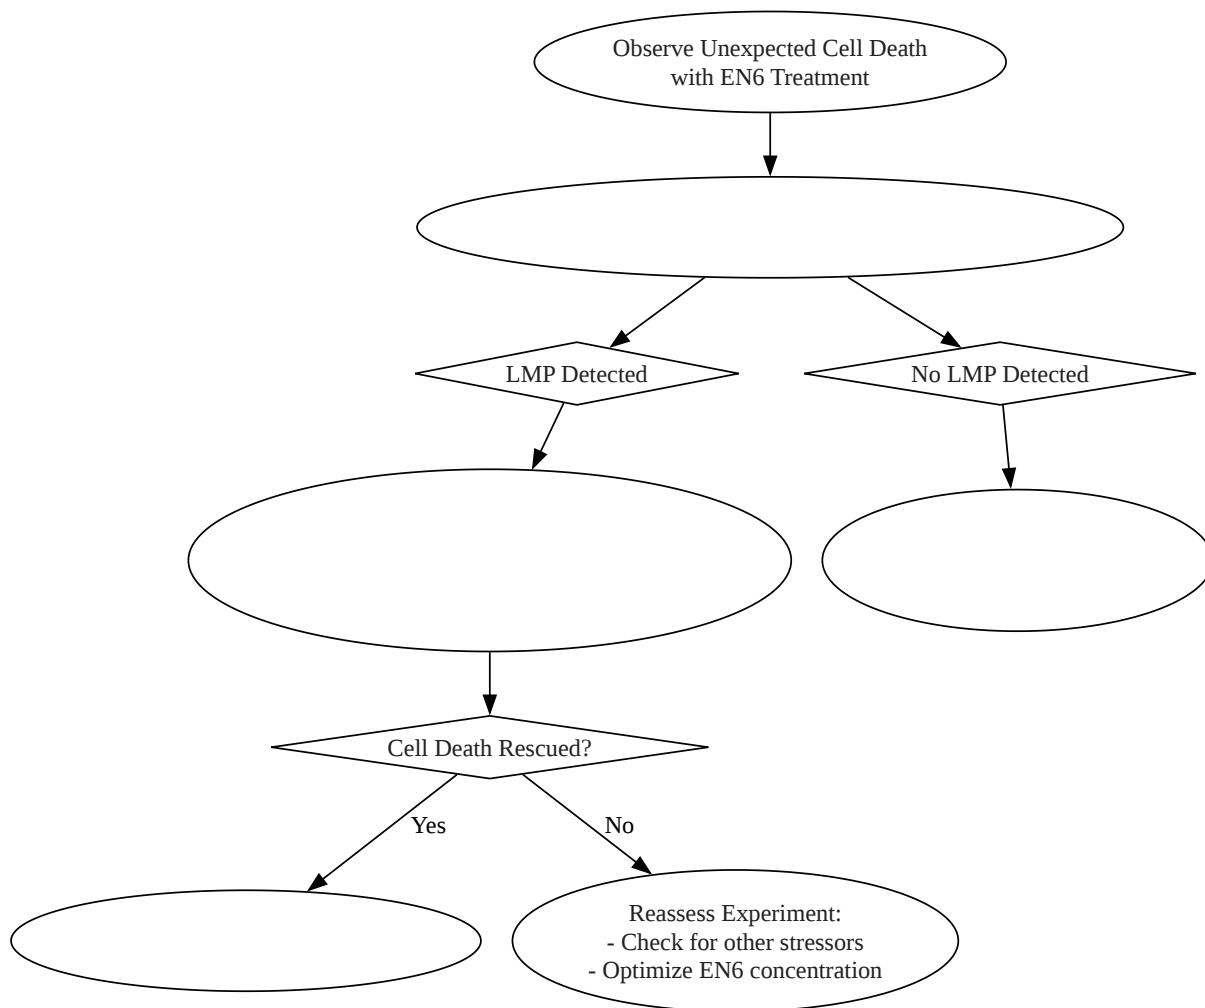 Observe Unexpected Cell Death
with EN6 Treatment
LMP Detected
No LMP Detected
Cell Death Rescued?
Yes
No
Reassess Experiment:
- Check for other stressors
- Optimize EN6 concentration